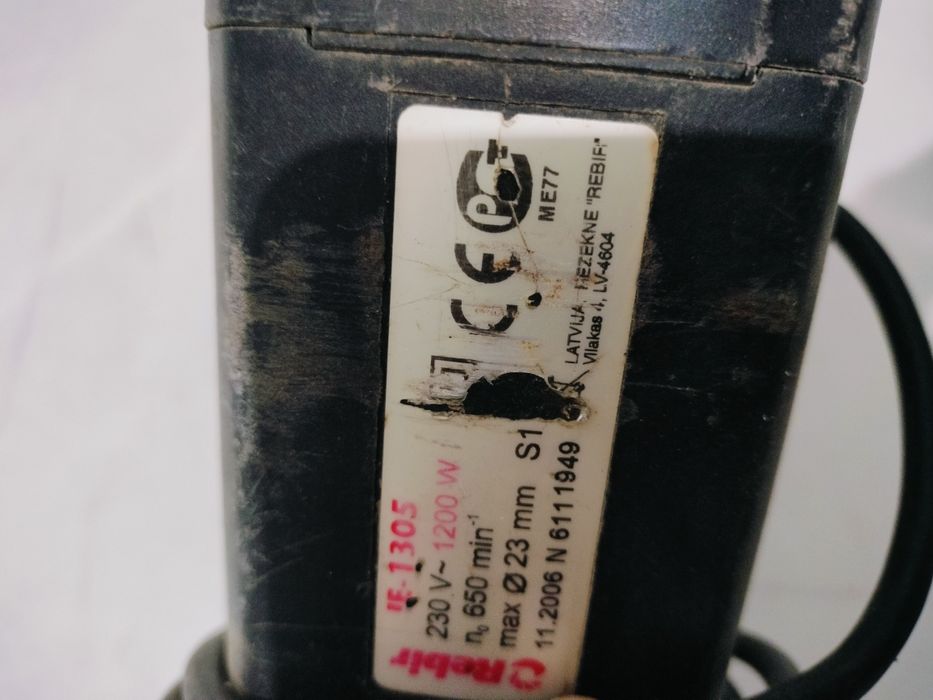 Rebir
IE-1305
230 V~ 1200 W
n₀ 650 min⁻¹
max Ø 23 mm S1
11.2006 N 6111949
CE
ME77
LATVIJA, REZEKNE "REBIR"
Vilakas 4, LV-4604